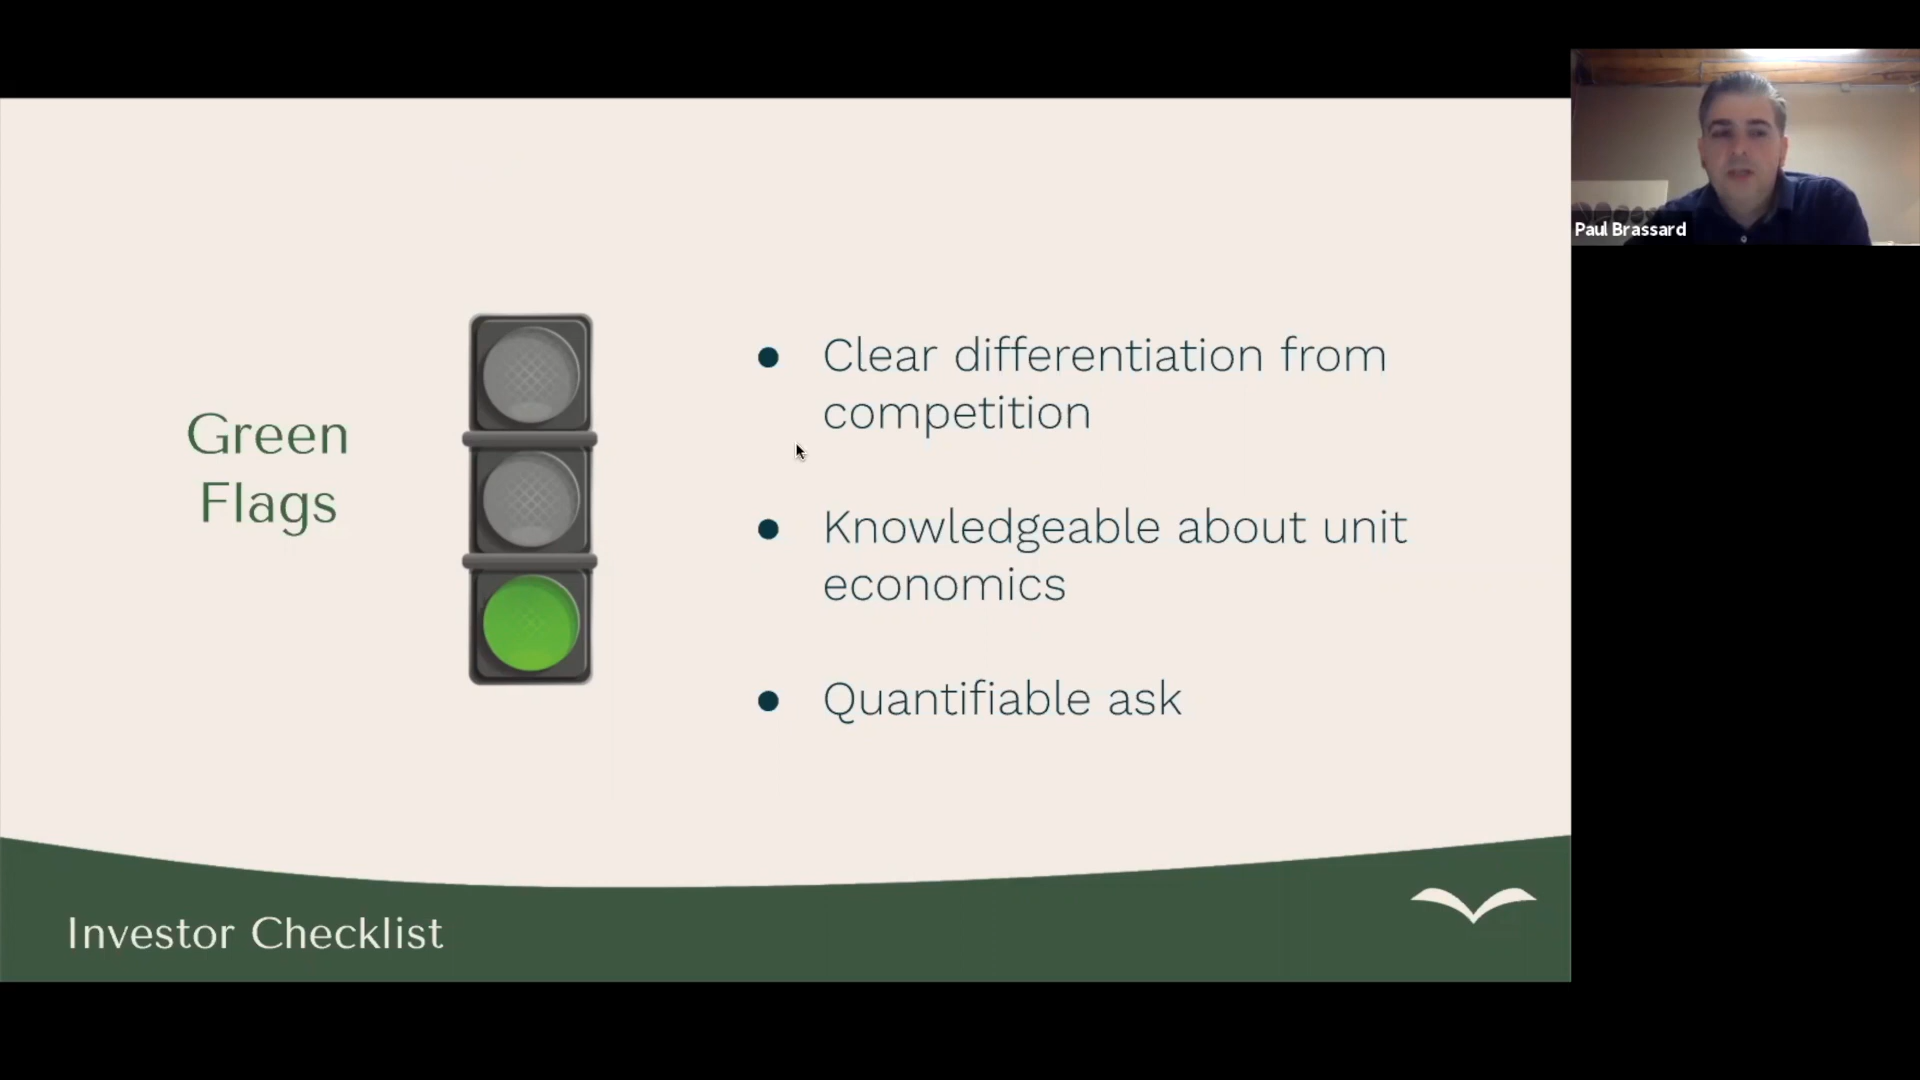 Green
Flags
Clear differentiation from
competition
Knowledgeable about unit
economics
Quantifiable ask
Investor Checklist
Paul Brassard